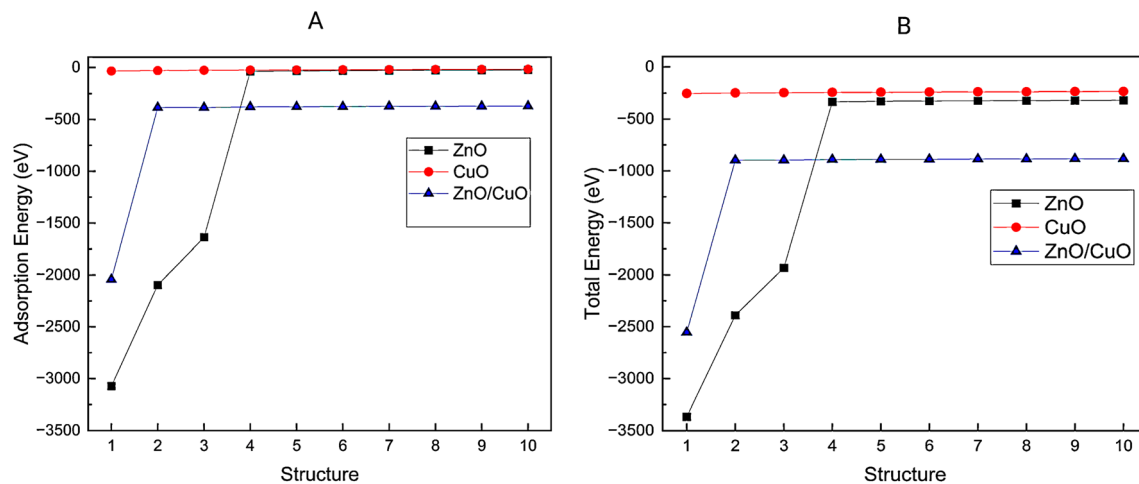 A
0
−500
−1000
−1500
−2000
−2500
−3000
−3500
Adsorption Energy (eV)
ZnO
CuO
ZnO/CuO
1 2 3 4 5 6 7 8 9 10
Structure
B
0
−500
−1000
−1500
−2000
−2500
−3000
−3500
Total Energy (eV)
ZnO
CuO
ZnO/CuO
1 2 3 4 5 6 7 8 9 10
Structure